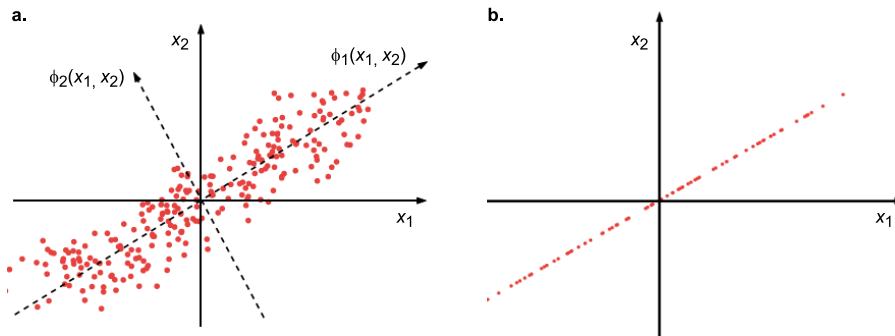 a.
x₂
ϕ₁(x₁, x₂)
ϕ₂(x₁, x₂)
x₁
b.
x₂
x₁